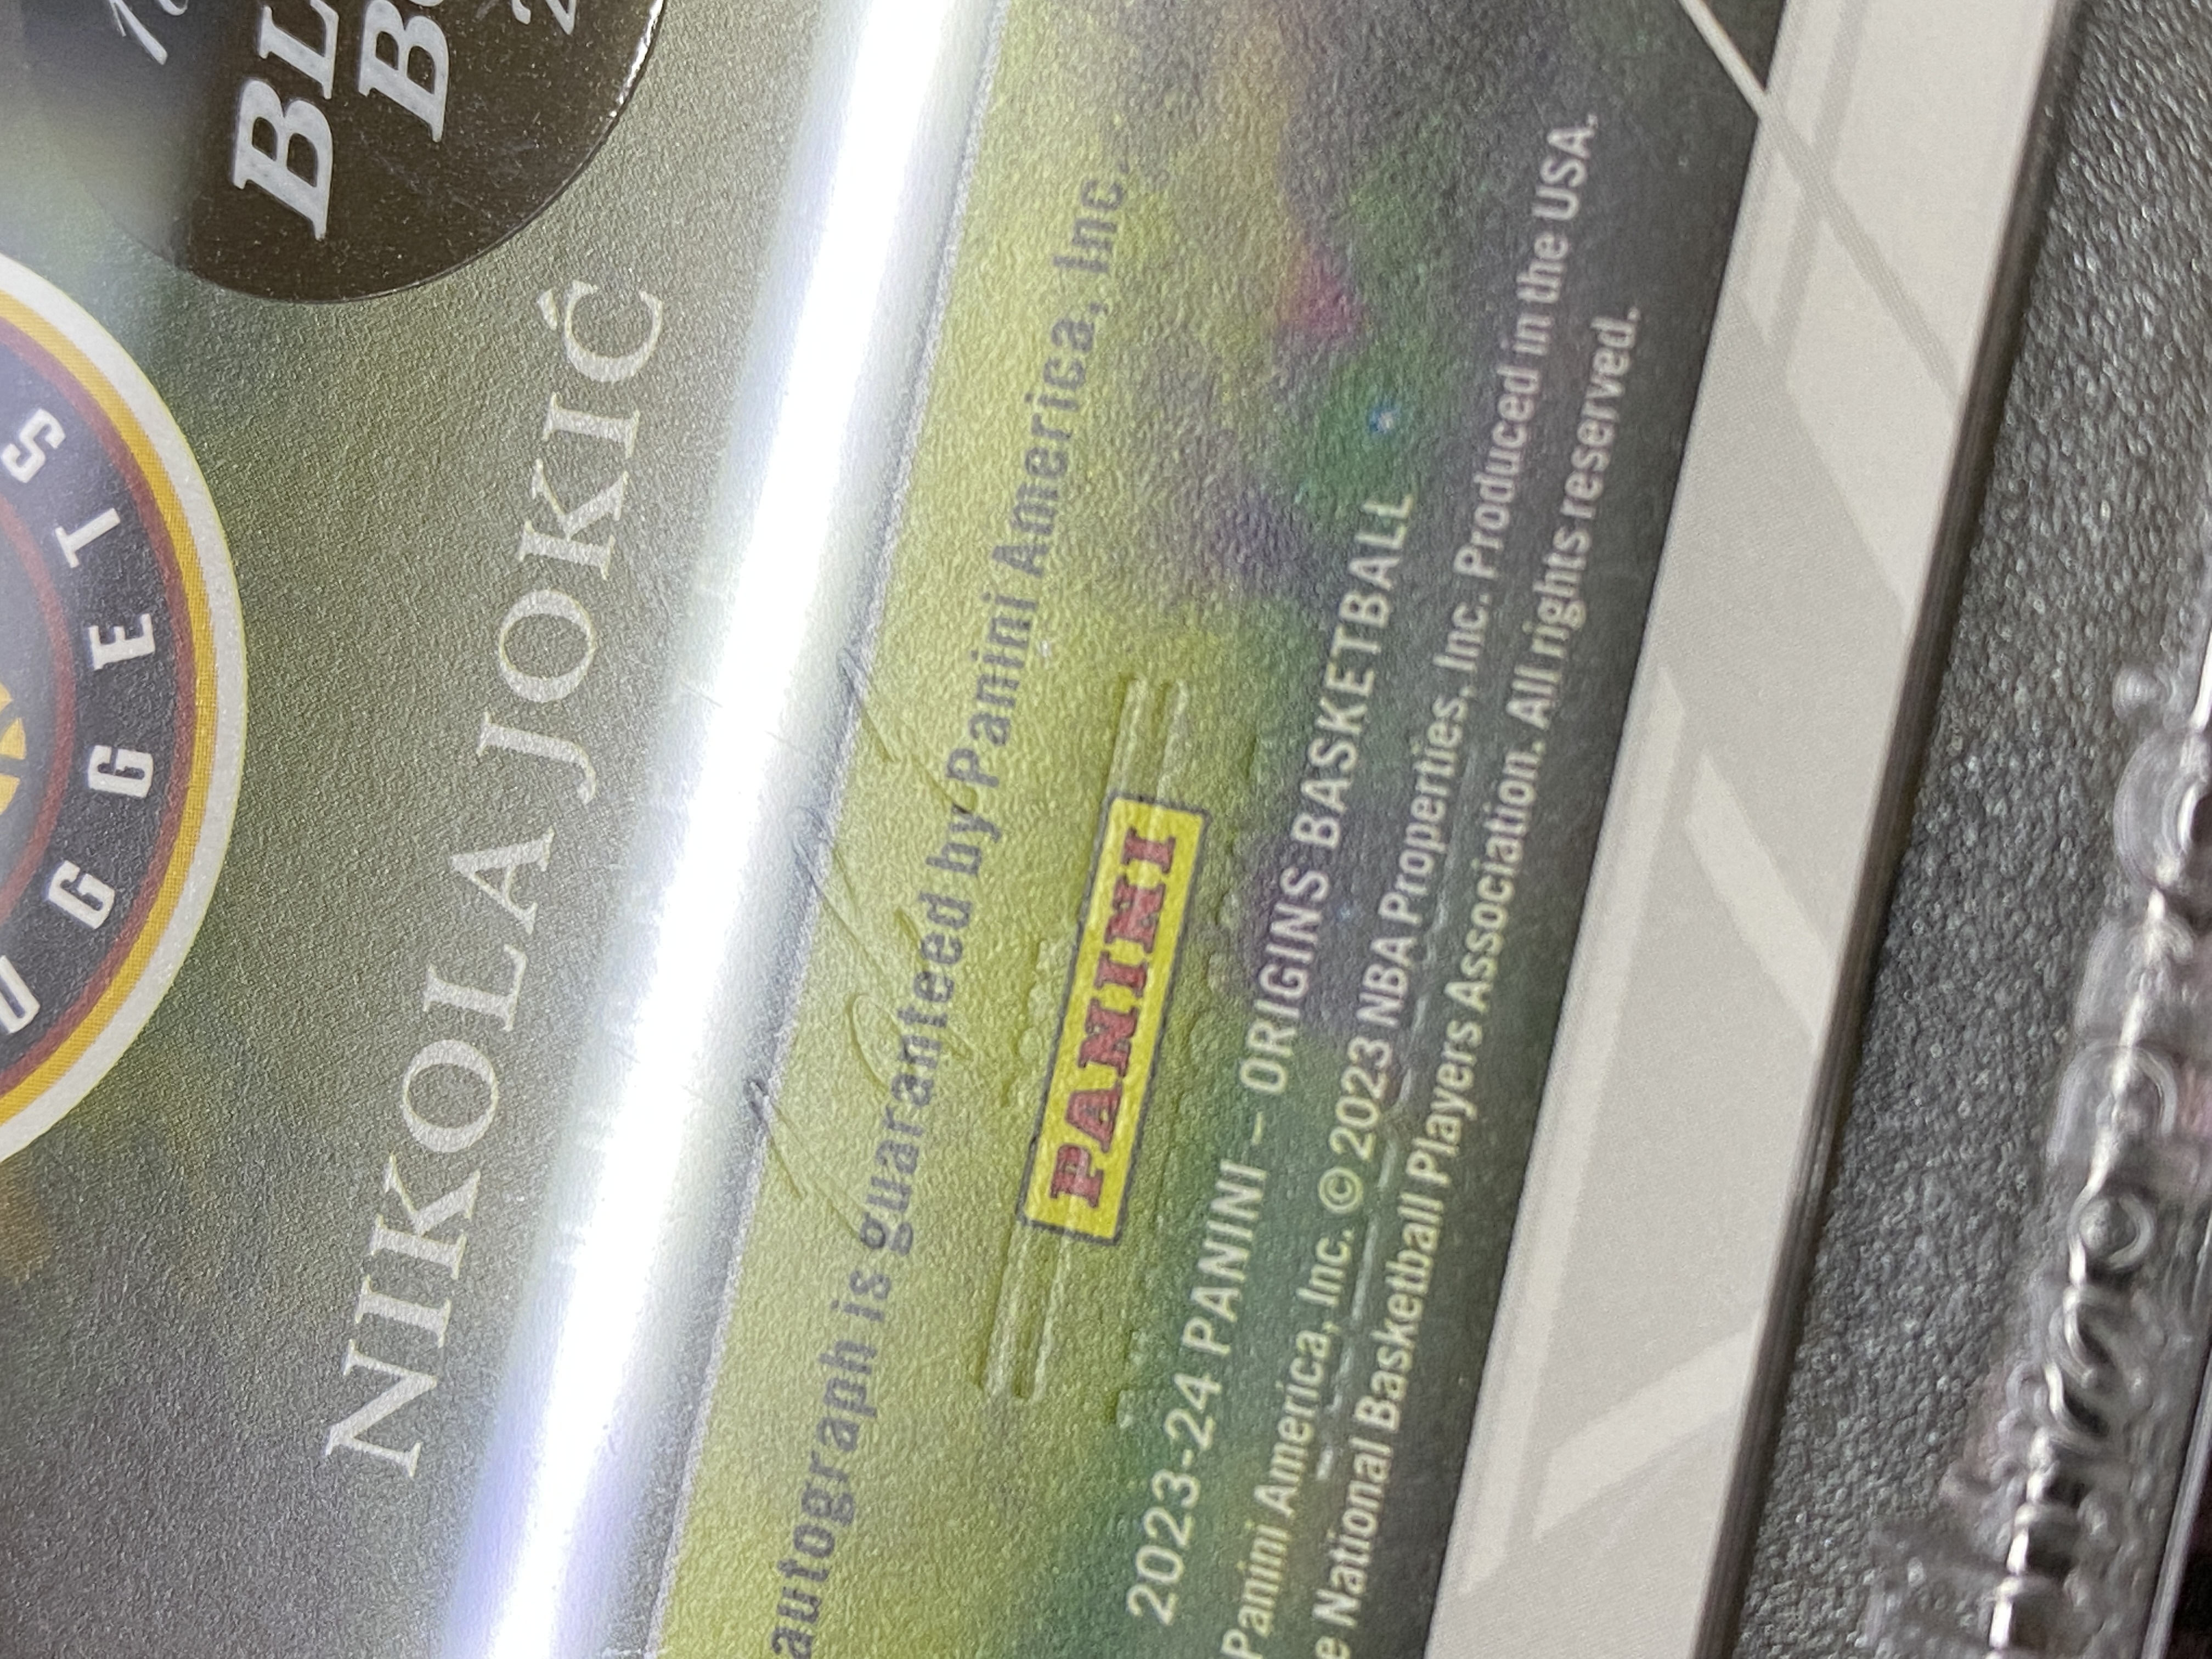 BL
B
2
NUGGETS
NIKOLA JOKIĆ
autograph is guaranteed by Panini America, Inc.
PANINI
2023-24 PANINI – ORIGINS BASKETBALL
Panini America, Inc. © 2023 NBA Properties, Inc. Produced in the USA.
e National Basketball Players Association. All rights reserved.